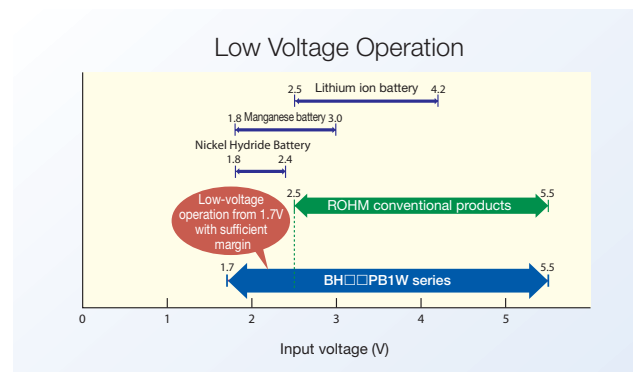 Low Voltage Operation
Lithium ion battery
2.5 4.2
1.8 Manganese battery 3.0
Nickel Hydride Battery
1.8 2.4
Low-voltage
operation from 1.7V
with sufficient
margin
2.5 ROHM conventional products 5.5
1.7 BH□□PB1W series 5.5
0 1 2 3 4 5
Input voltage (V)